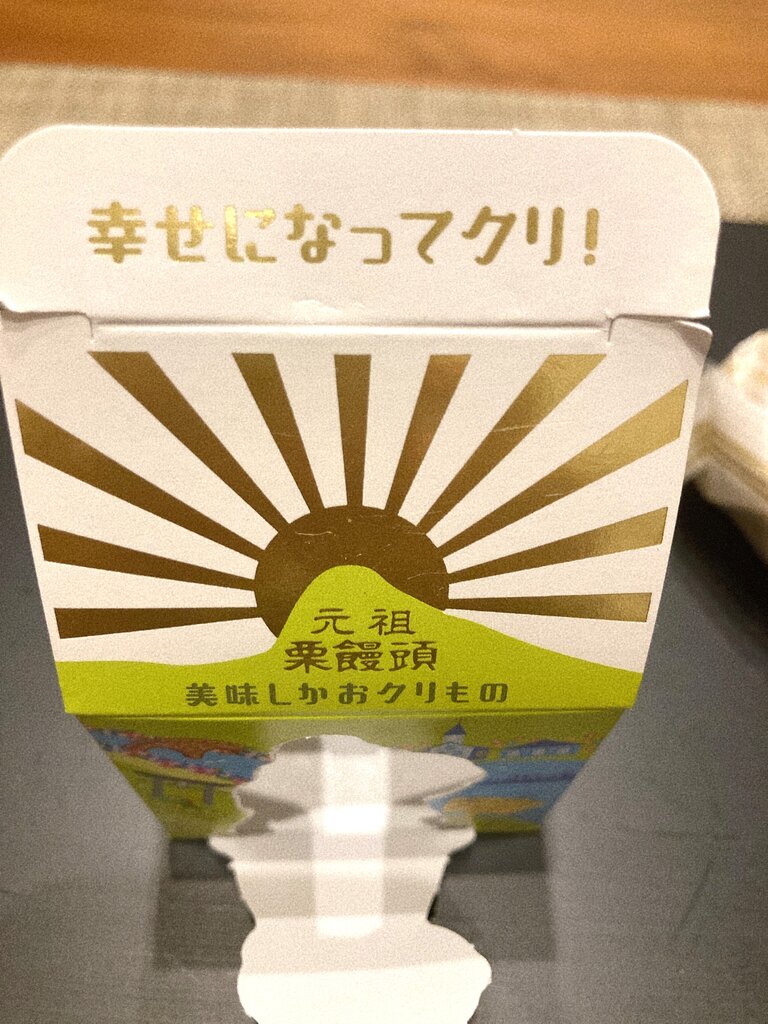 幸せになってクリ!
元祖
栗饅頭
美味しかおクリもの